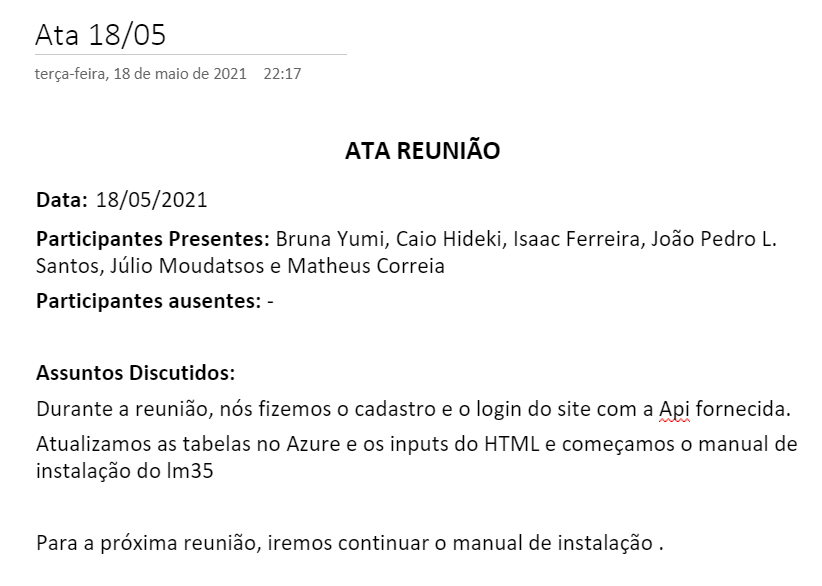 Ata 18/05
terça-feira, 18 de maio de 2021 22:17
ATA REUNIÃO
Data: 18/05/2021
Participantes Presentes: Bruna Yumi, Caio Hideki, Isaac Ferreira, João Pedro L.
Santos, Júlio Moudatsos e Matheus Correia
Participantes ausentes: -
Assuntos Discutidos:
Durante a reunião, nós fizemos o cadastro e o login do site com a Api fornecida.
Atualizamos as tabelas no Azure e os inputs do HTML e começamos o manual de
instalação do lm35
Para a próxima reunião, iremos continuar o manual de instalação .